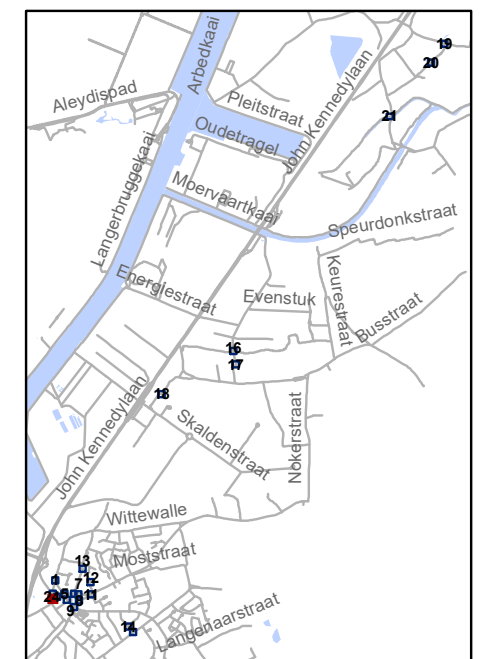 Arbedkaai
19
20
Aleydispad
Pleitstraat
John Kennedylaan
21
Oudetragel
Langerbruggekaai
Moervaartkaai
Speurdonkstraat
Energiestraat
Evenstuk
Keurestraat
Busstraat
16
17
John Kennedylaan
18
Skaldenstraat
Nokerstraat
Wittewalle
13
Moststraat
7
12
11
9
14
Langenaarstraat